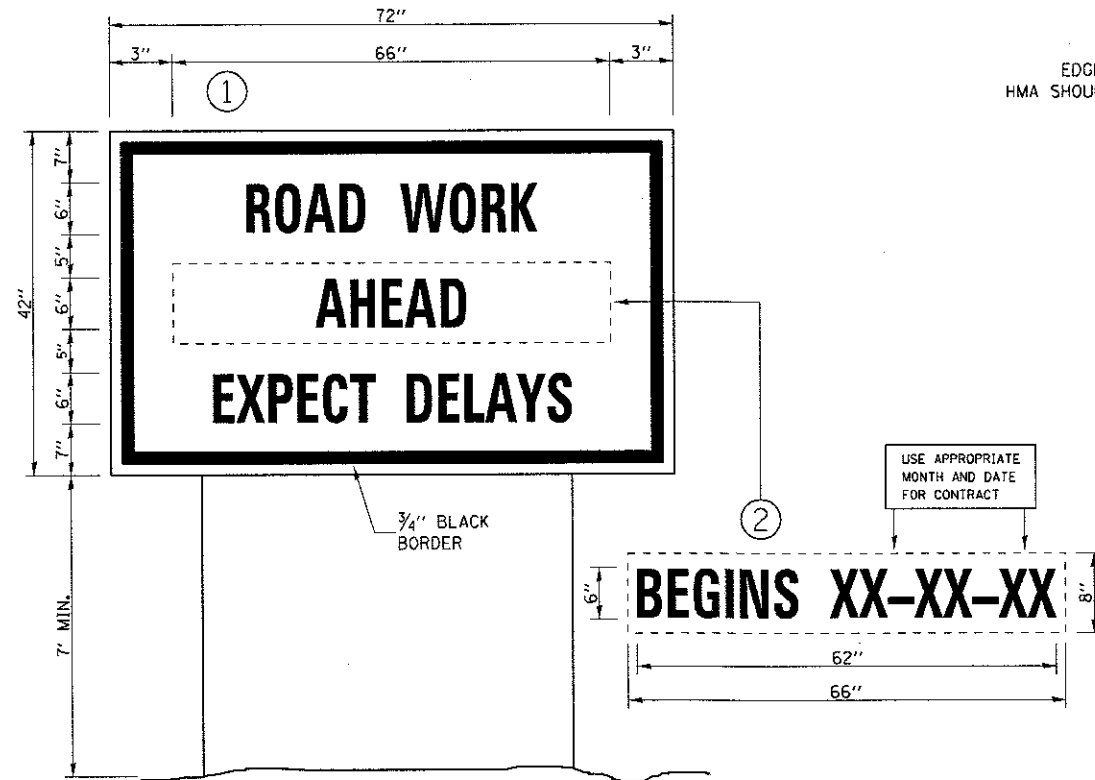 72"
3" 66" 3"
1
EDG
HMA SHOU
42"
7"
6"
5"
6"
5"
6"
7"
ROAD WORK
AHEAD
EXPECT DELAYS
3/4" BLACK
BORDER
7' MIN.
2
USE APPROPRIATE
MONTH AND DATE
FOR CONTRACT
6"
BEGINS XX-XX-XX
8"
62"
66"